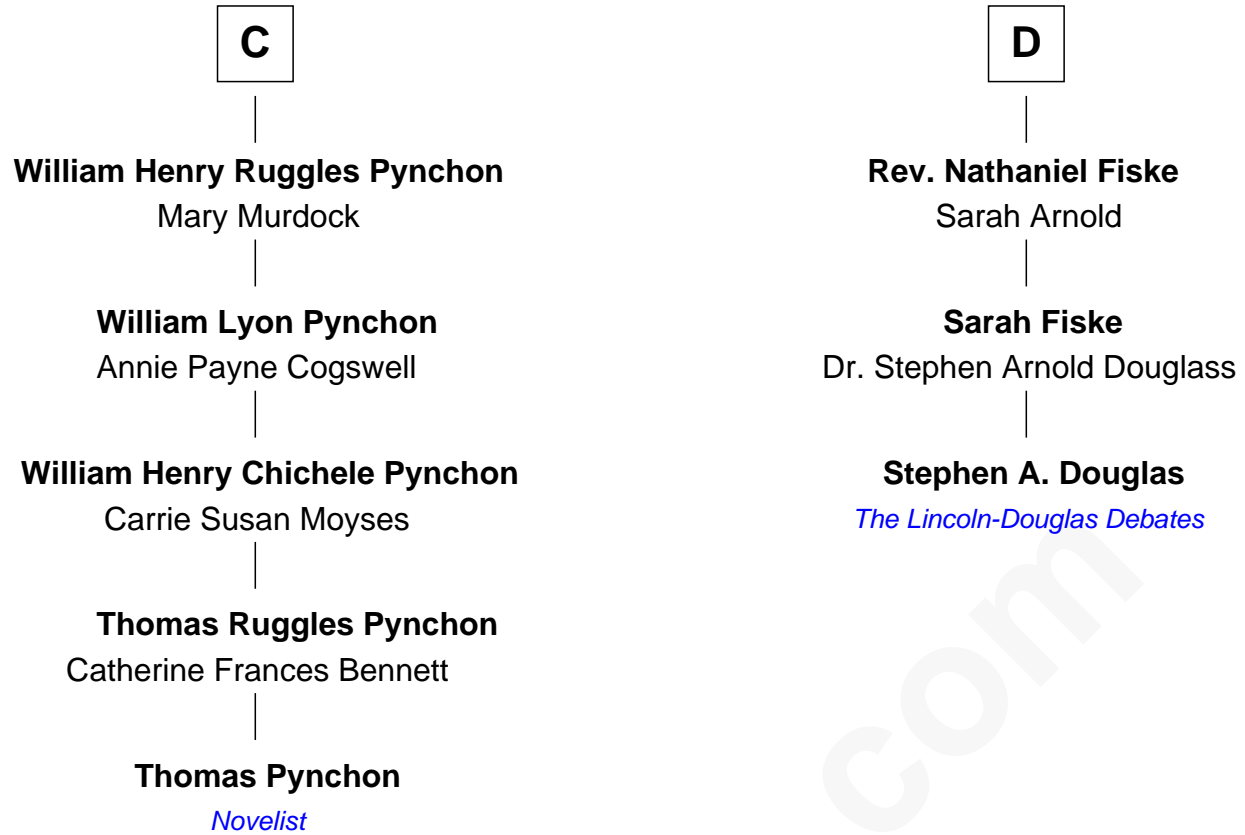 C
William Henry Ruggles Pynchon
Mary Murdock
William Lyon Pynchon
Annie Payne Cogswell
William Henry Chichele Pynchon
Carrie Susan Moyses
Thomas Ruggles Pynchon
Catherine Frances Bennett
Thomas Pynchon
Novelist
D
Rev. Nathaniel Fiske
Sarah Arnold
Sarah Fiske
Dr. Stephen Arnold Douglass
Stephen A. Douglas
The Lincoln-Douglas Debates
com